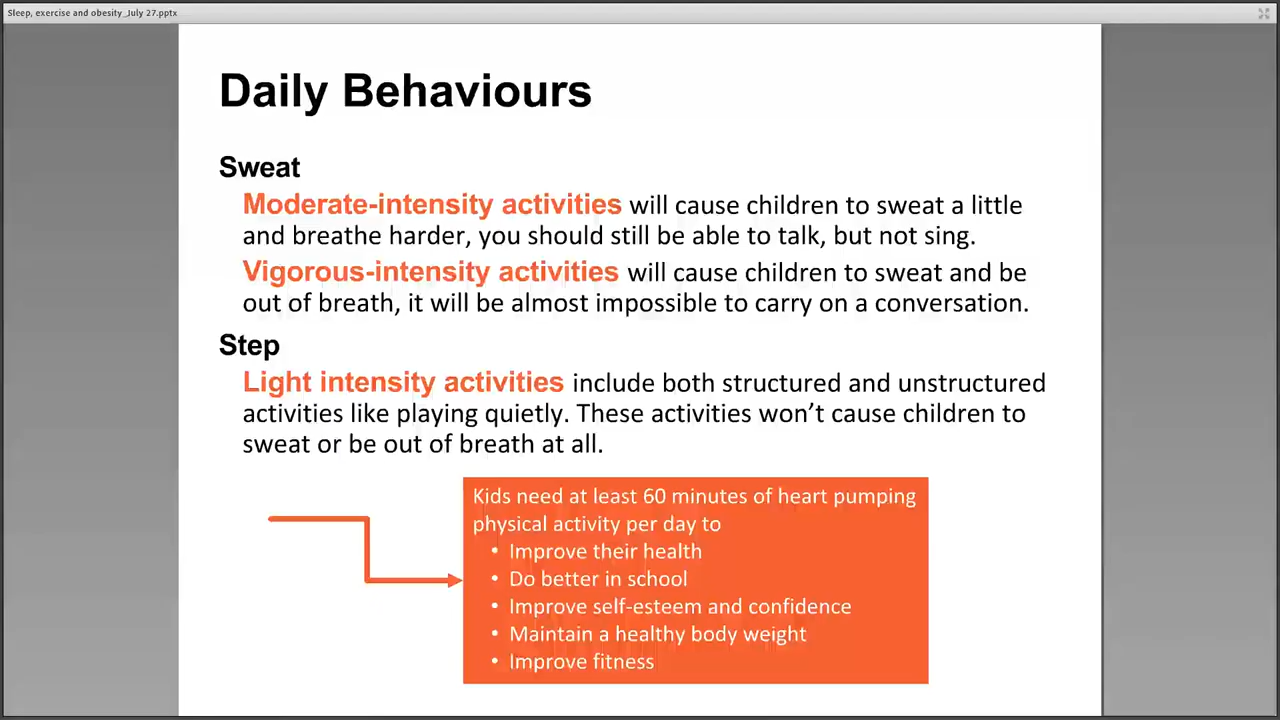 Sleep, exercise and obesity_July 27.pptx
Daily Behaviours
Sweat
Moderate-intensity activities will cause children to sweat a little
and breathe harder, you should still be able to talk, but not sing.
Vigorous-intensity activities will cause children to sweat and be
out of breath, it will be almost impossible to carry on a conversation.
Step
Light intensity activities include both structured and unstructured
activities like playing quietly. These activities won’t cause children to
sweat or be out of breath at all.
Kids need at least 60 minutes of heart pumping
physical activity per day to
• Improve their health
• Do better in school
• Improve self-esteem and confidence
• Maintain a healthy body weight
• Improve fitness